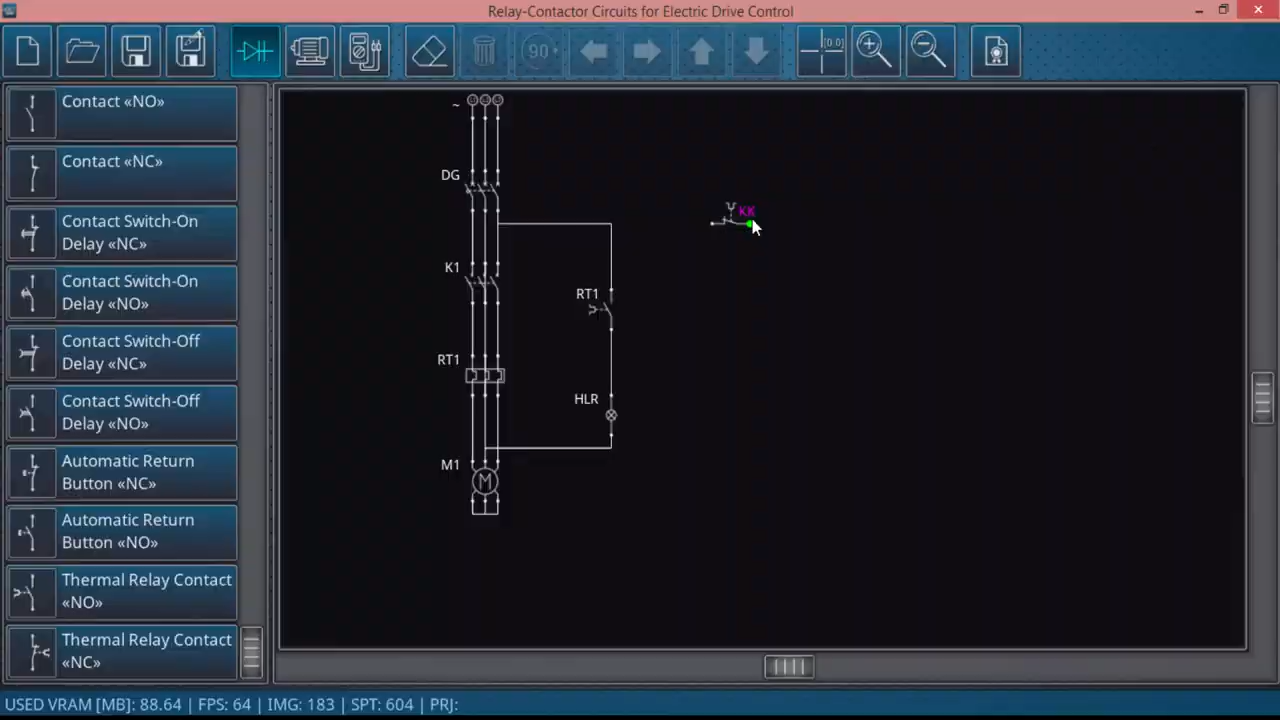 Relay-Contactor Circuits for Electric Drive Control
90
[0.0]
Contact «NO»
Contact «NC»
Contact Switch-On
Delay «NC»
Contact Switch-On
Delay «NO»
Contact Switch-Off
Delay «NC»
Contact Switch-Off
Delay «NO»
Automatic Return
Button «NC»
Automatic Return
Button «NO»
Thermal Relay Contact
«NO»
Thermal Relay Contact
«NC»
~
DG
KK
K1
RT1
RT1
HLR
M1
M
USED VRAM [MB]: 88.64 | FPS: 64 | IMG: 183 | SPT: 604 | PRJ: